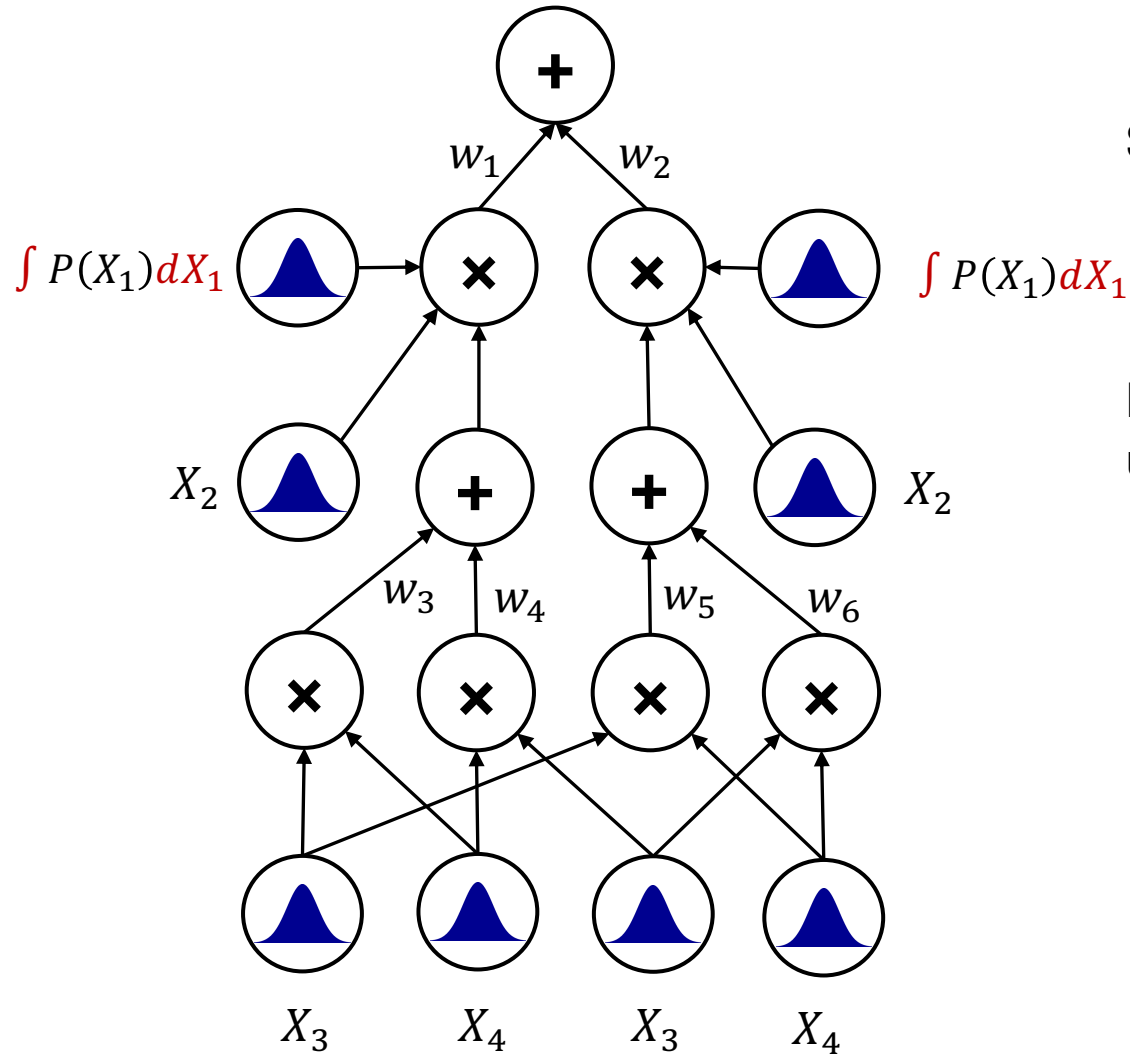 +
w₁ w₂
∫ P(X₁)dX₁ × × ∫ P(X₁)dX₁
X₂ + + X₂
w₃ w₄ w₅ w₆
× × × ×
X₃ X₄ X₃ X₄